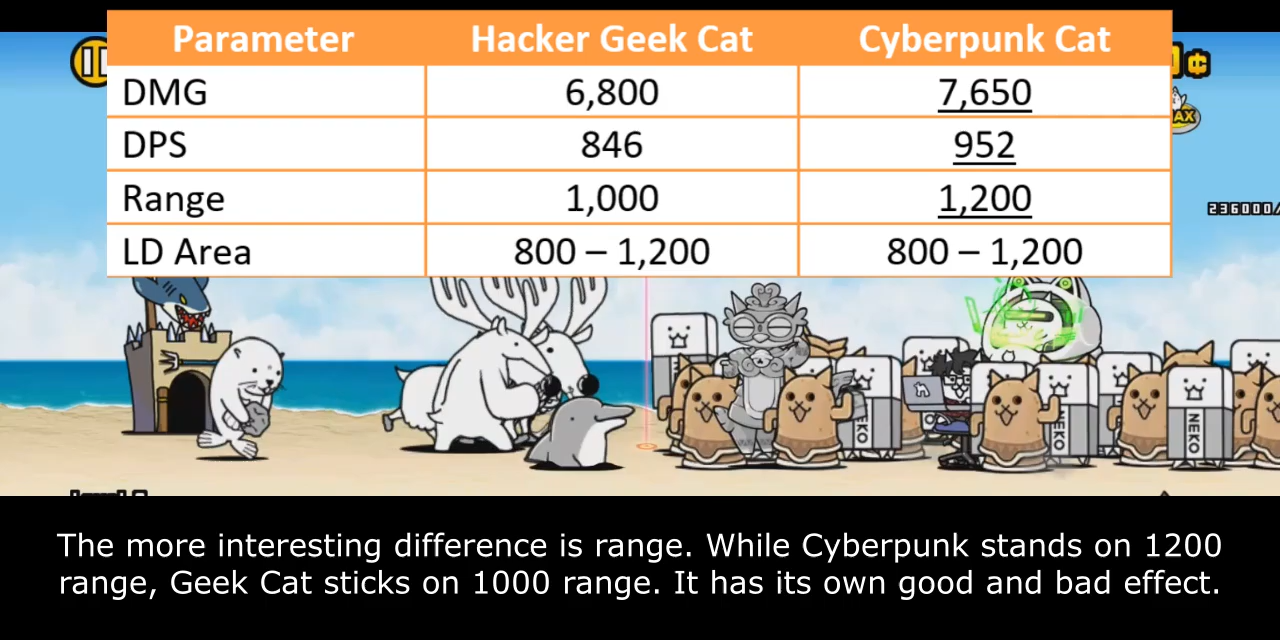 Parameter Hacker Geek Cat Cyberpunk Cat
DMG 6,800 7,650
DPS 846 952
Range 1,000 1,200
LD Area 800 – 1,200 800 – 1,200
AX
236000/
NEKO
NEKO
The more interesting difference is range. While Cyberpunk stands on 1200
range, Geek Cat sticks on 1000 range. It has its own good and bad effect.